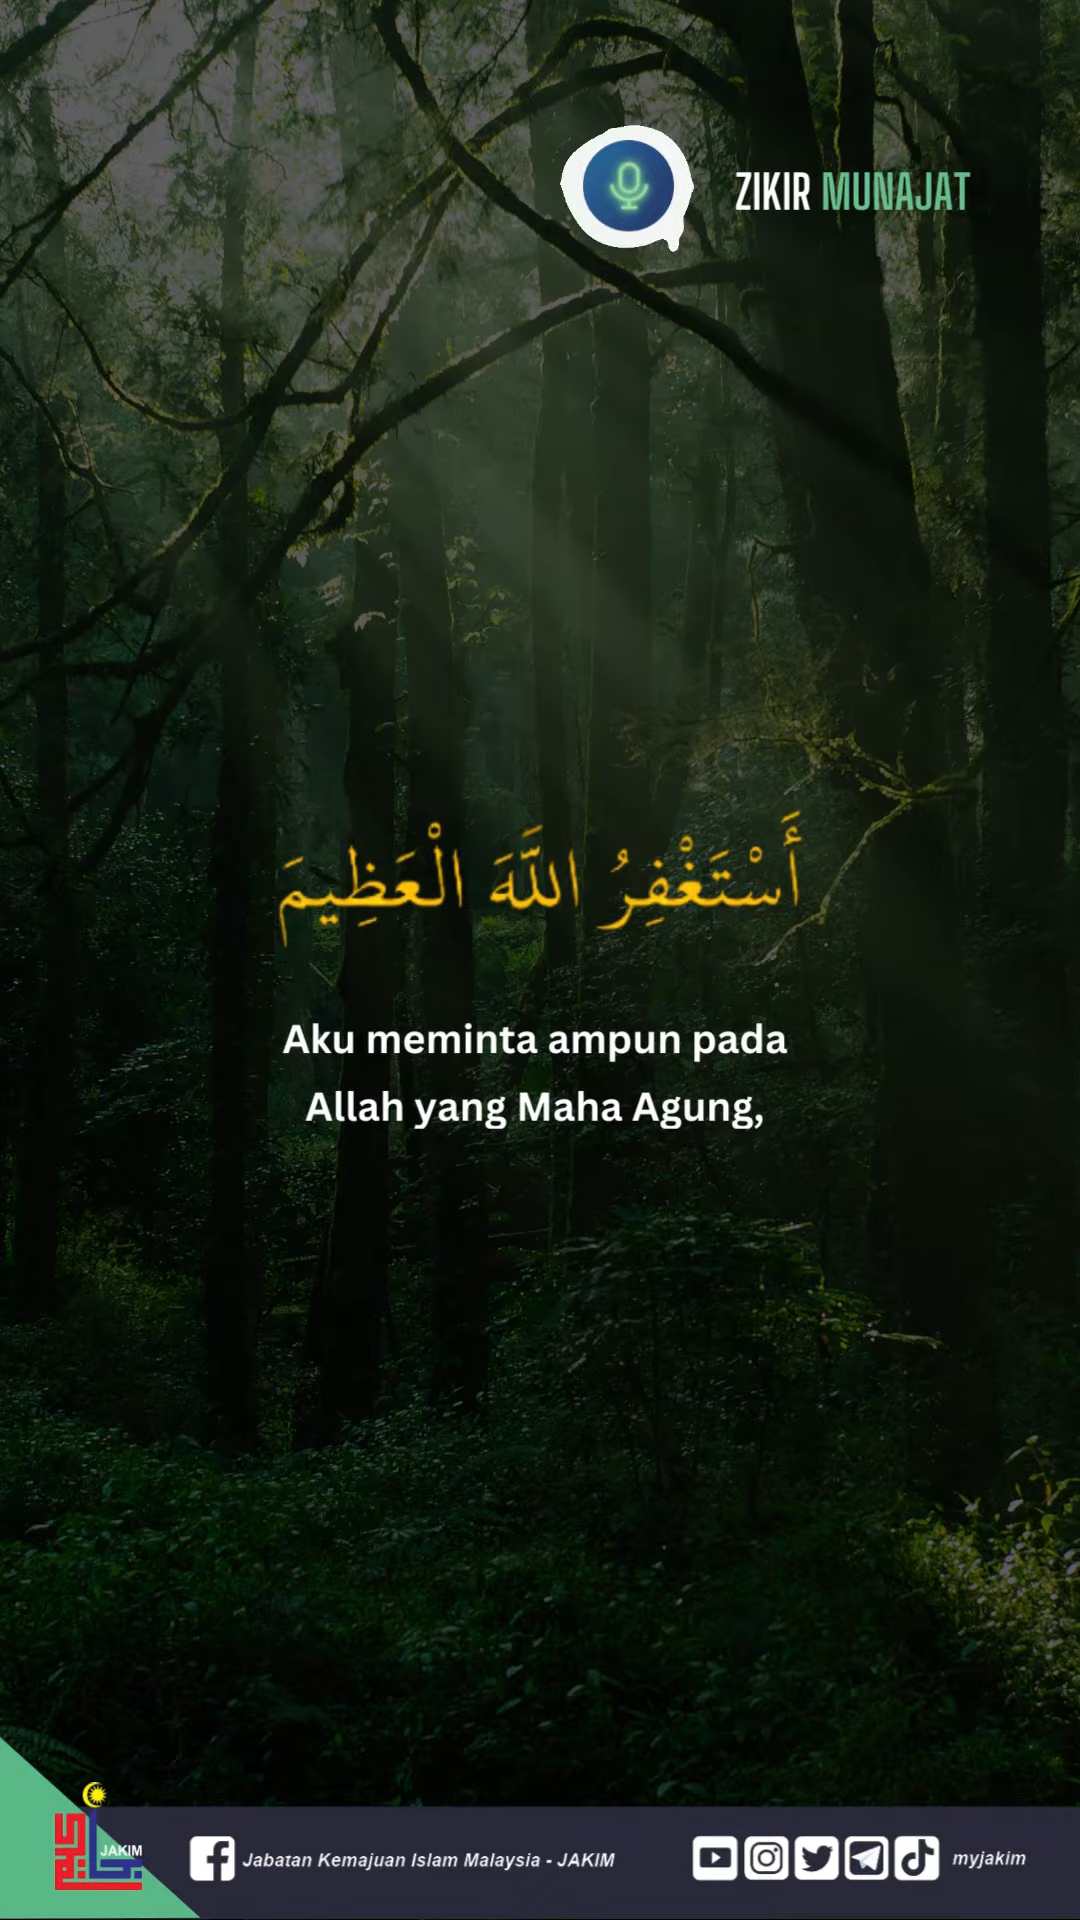 ZIKIR MUNAJAT
أَسْتَغْفِرُ اللَّهَ الْعَظِيمَ
Aku meminta ampun pada
Allah yang Maha Agung,
JAKIM
Jabatan Kemajuan Islam Malaysia - JAKIM
myjakim